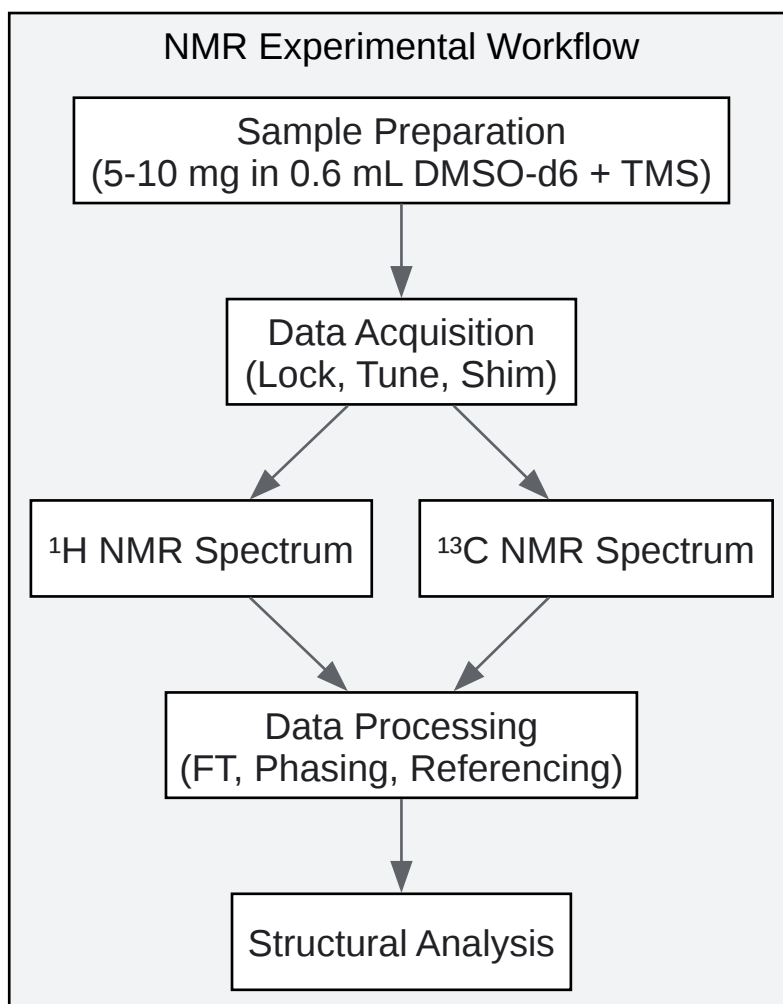 NMR Experimental Workflow
Sample Preparation
(5-10 mg in 0.6 mL DMSO-d6 + TMS)
Data Acquisition
(Lock, Tune, Shim)
¹H NMR Spectrum
¹³C NMR Spectrum
Data Processing
(FT, Phasing, Referencing)
Structural Analysis